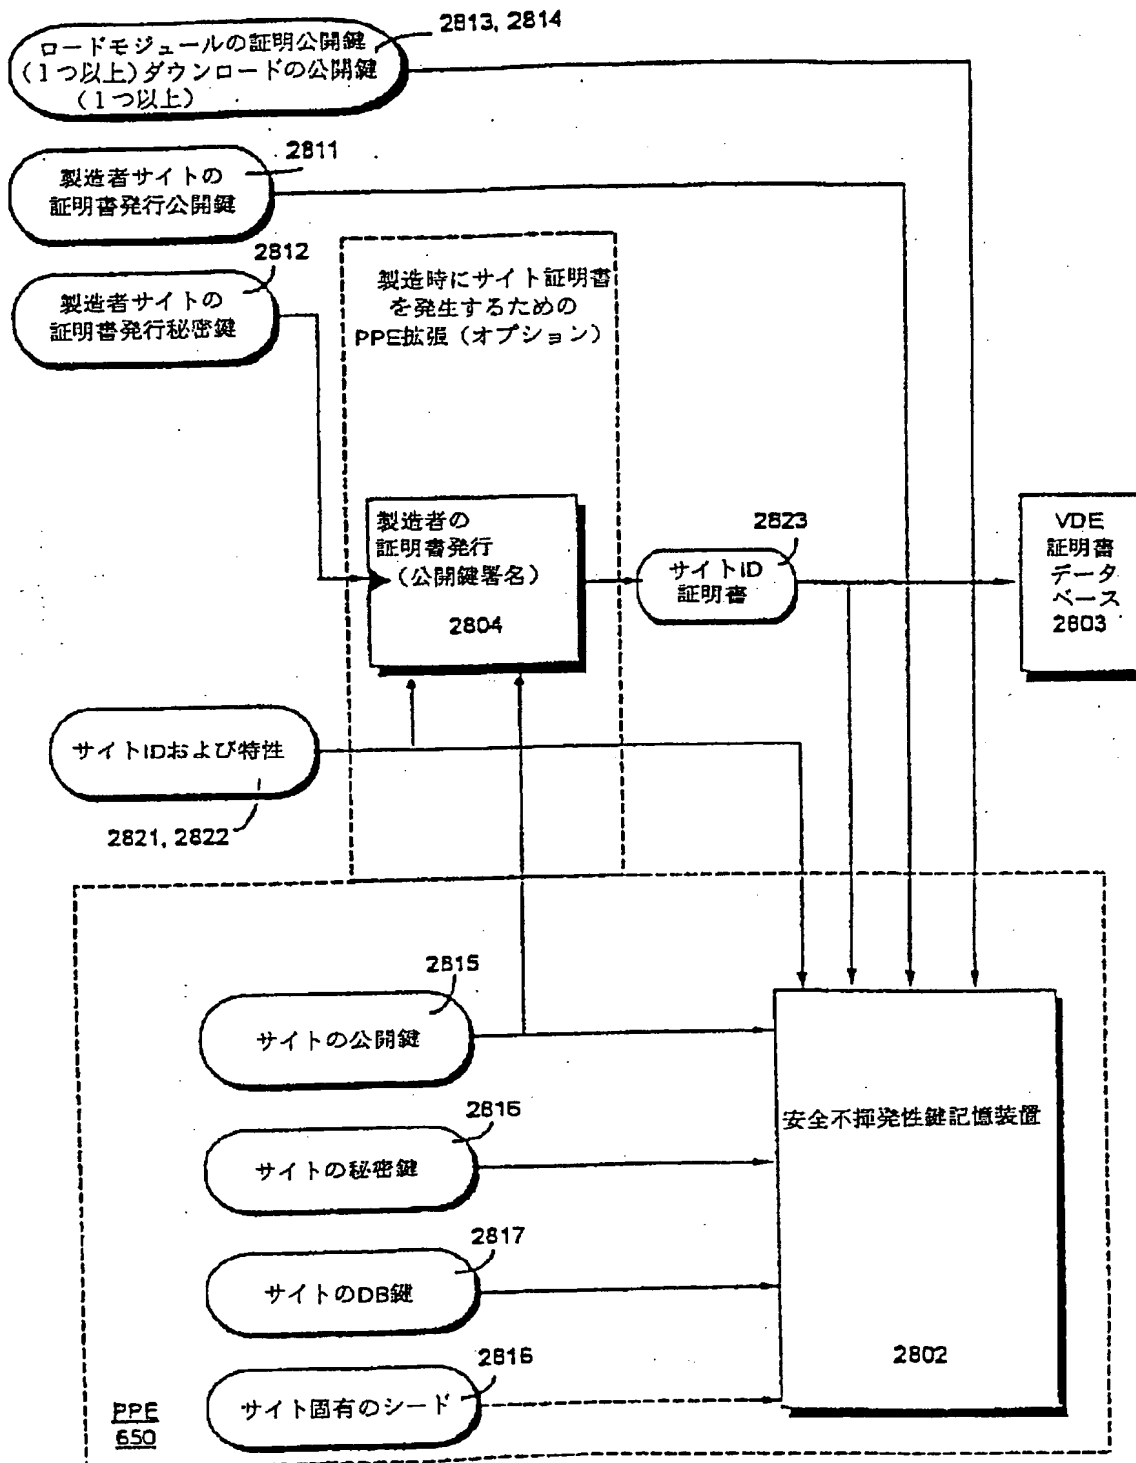 2813, 2814
ロードモジュールの証明公開鍵
(1つ以上)ダウンロードの公開鍵
(1つ以上)
2811
製造者サイトの
証明書発行公開鍵
2812
製造者サイトの
証明書発行秘密鍵
製造時にサイト証明書
を発生するための
PPE拡張(オプション)
製造者の
証明書発行
(公開鍵署名)
2804
2823
サイトID
証明書
VDE
証明書
データ
ベース
2803
サイトIDおよび特性
2821, 2822
2815
サイトの公開鍵
2816
サイトの秘密鍵
2817
サイトのDB鍵
2816
サイト固有のシード
安全不揮発性鍵記憶装置
2802
PPE
650